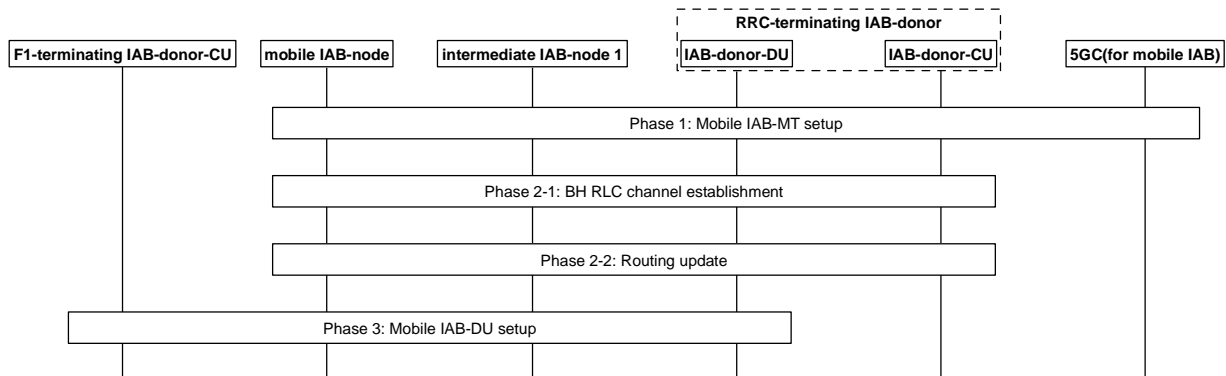 RRC-terminating IAB-donor
F1-terminating IAB-donor-CU
mobile IAB-node
intermediate IAB-node 1
IAB-donor-DU
IAB-donor-CU
5GC(for mobile IAB)
Phase 1: Mobile IAB-MT setup
Phase 2-1: BH RLC channel establishment
Phase 2-2: Routing update
Phase 3: Mobile IAB-DU setup